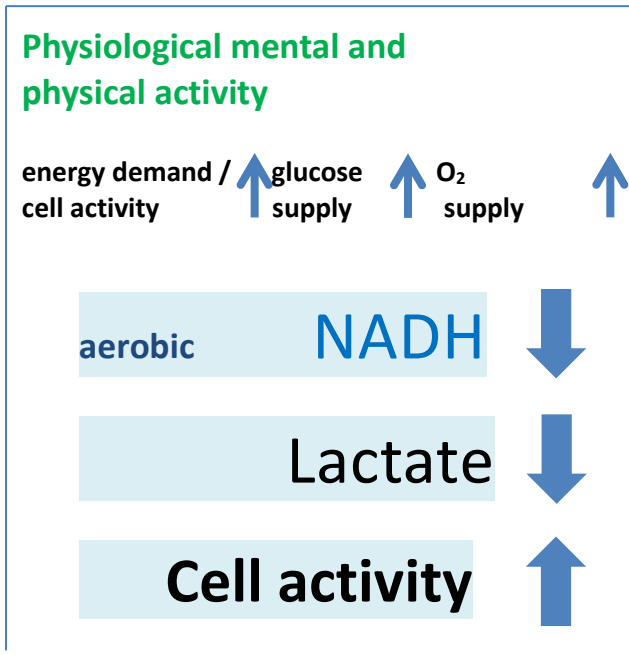 Physiological mental and
physical activity
energy demand / glucose O₂
cell activity supply supply
aerobic NADH
Lactate
Cell activity